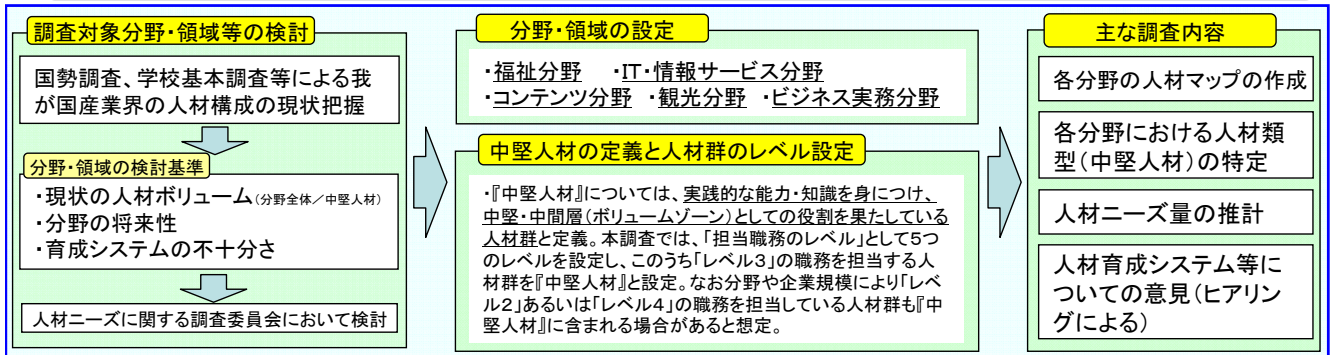 調査対象分野・領域等の検討
国勢調査、学校基本調査等による我
が国産業界の人材構成の現状把握
分野・領域の検討基準
・現状の人材ボリューム(分野全体/中堅人材)
・分野の将来性
・育成システムの不十分さ
人材ニーズに関する調査委員会において検討
分野・領域の設定
・福祉分野 ・IT・情報サービス分野
・コンテンツ分野 ・観光分野 ・ビジネス実務分野
中堅人材の定義と人材群のレベル設定
・『中堅人材』については、実践的な能力・知識を身につけ、
中堅・中間層(ボリュームゾーン)としての役割を果たしている
人材群と定義。本調査では、「担当職務のレベル」として5つ
のレベルを設定し、このうち「レベル3」の職務を担当する人
材群を『中堅人材』と設定。なお分野や企業規模により「レベ
ル2」あるいは「レベル4」の職務を担当している人材群も『中
堅人材』に含まれる場合があると想定。
主な調査内容
各分野の人材マップの作成
各分野における人材類
型(中堅人材)の特定
人材ニーズ量の推計
人材育成システム等に
ついての意見(ヒアリン
グによる)